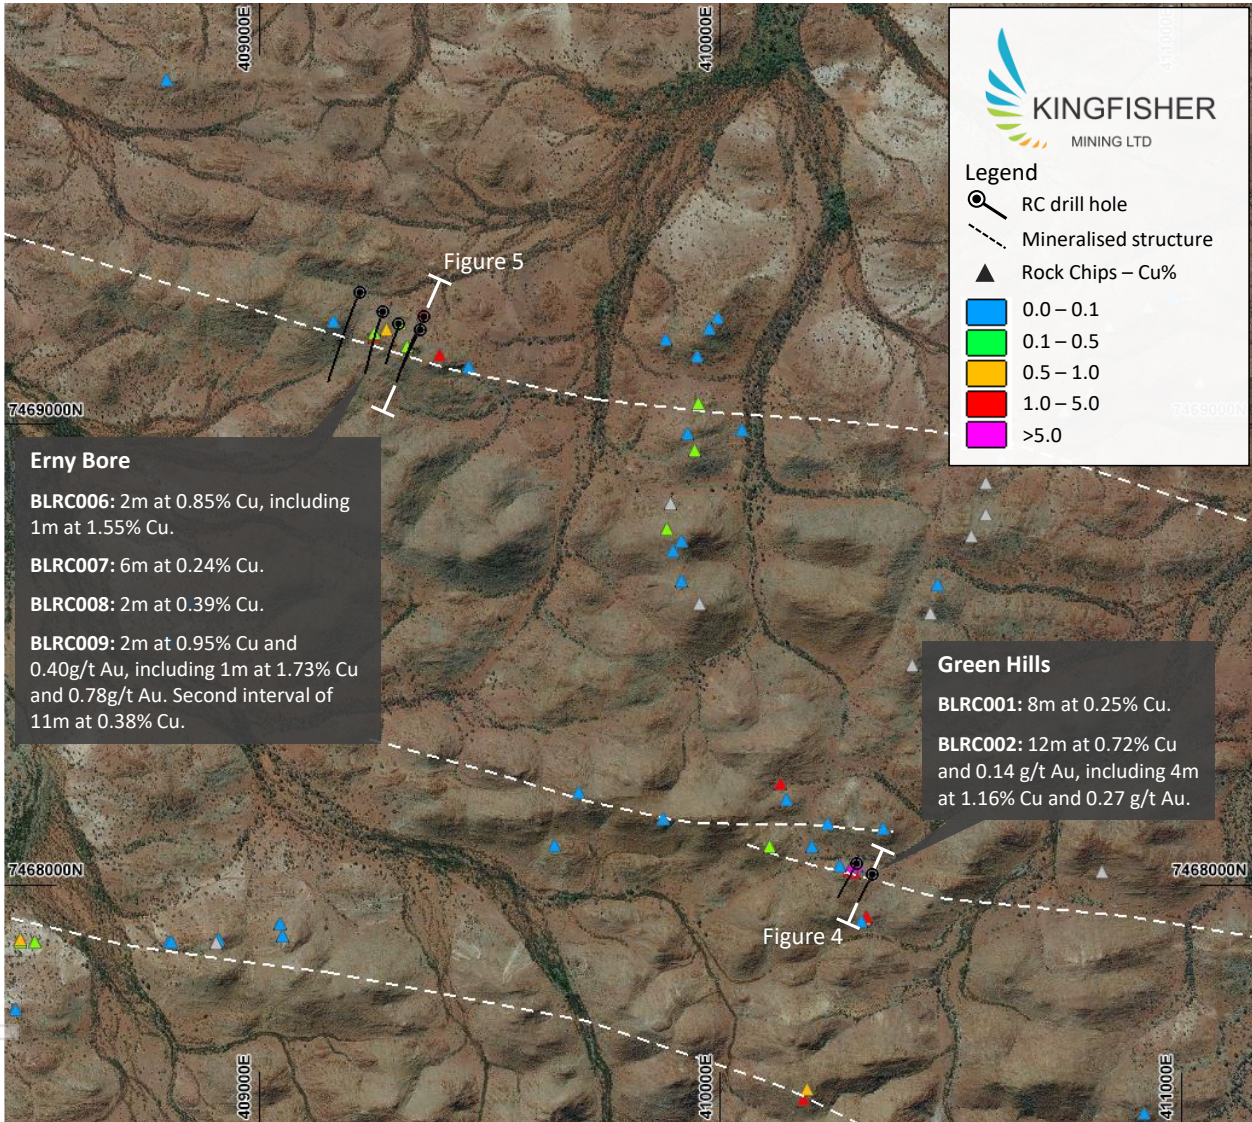 409000E
410000E
411000E
KINGFISHER
MINING LTD
Legend
RC drill hole
Mineralised structure
Rock Chips – Cu%
0.0 – 0.1
0.1 – 0.5
0.5 – 1.0
1.0 – 5.0
>5.0
Figure 5
7469000N
7469000N
Erny Bore
BLRC006: 2m at 0.85% Cu, including
1m at 1.55% Cu.
BLRC007: 6m at 0.24% Cu.
BLRC008: 2m at 0.39% Cu.
BLRC009: 2m at 0.95% Cu and
0.40g/t Au, including 1m at 1.73% Cu
and 0.78g/t Au. Second interval of
11m at 0.38% Cu.
Green Hills
BLRC001: 8m at 0.25% Cu.
BLRC002: 12m at 0.72% Cu
and 0.14 g/t Au, including 4m
at 1.16% Cu and 0.27 g/t Au.
7468000N
7468000N
Figure 4
409000E
410000E
411000E